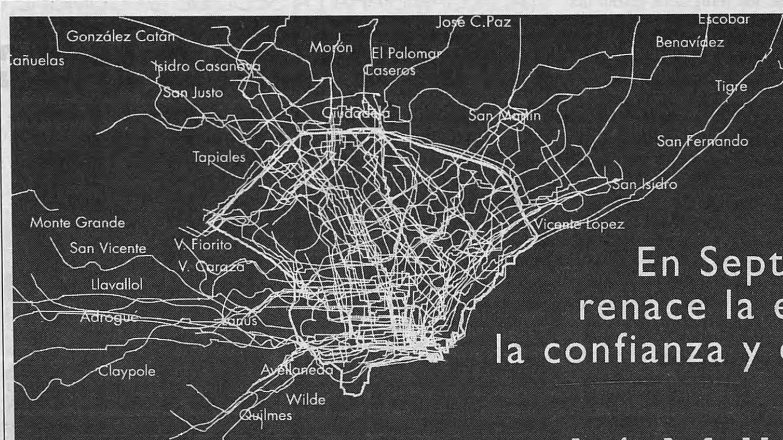 José C.Paz
Escobar
González Catán
Morón
El Palomar
Benavídez
Cañuelas
Isidro Casanova
Caseros
San Justo
Tigre
Ciudadela
San Martín
Tapiales
San Fernando
San Isidro
Monte Grande
Vicente López
San Vicente
V. Fiorito
V. Caraza
En Sept
Llavallol
renace la e
Adrogué
Lanús
la confianza y
Claypole
Avellaneda
Wilde
Quilmes